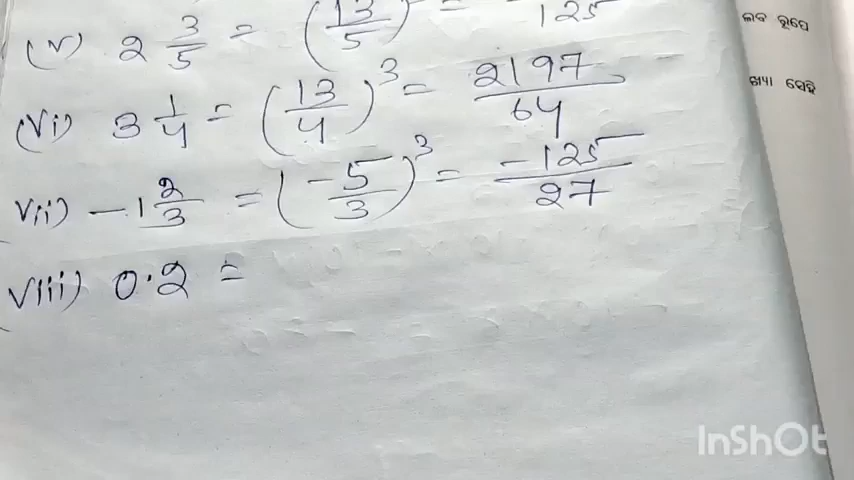 (v) 2 3/5 = (13/5) = 125
(vi) 3 1/4 = (13/4)^3 = 2197/64
vii) -1 2/3 = (-5/3)^3 = -125/27
viii) 0.2 =
ଲବ ରୂପେ
ଖ୍ୟା ସେହି
InShOt